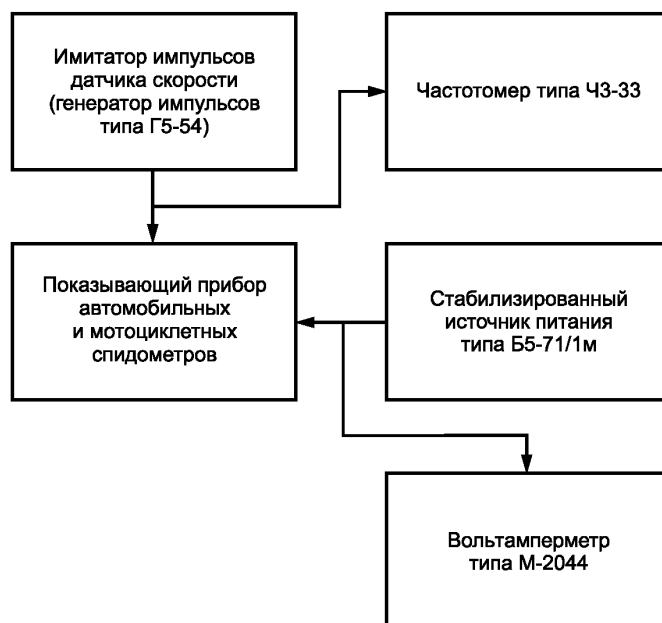 Имитатор импульсов
датчика скорости
(генератор импульсов
типа Г5-54)
Частотомер типа Ч3-33
Показывающий прибор
автомобильных
и мотоциклетных
спидометров
Стабилизированный
источник питания
типа Б5-71/1м
Вольтамперметр
типа М-2044